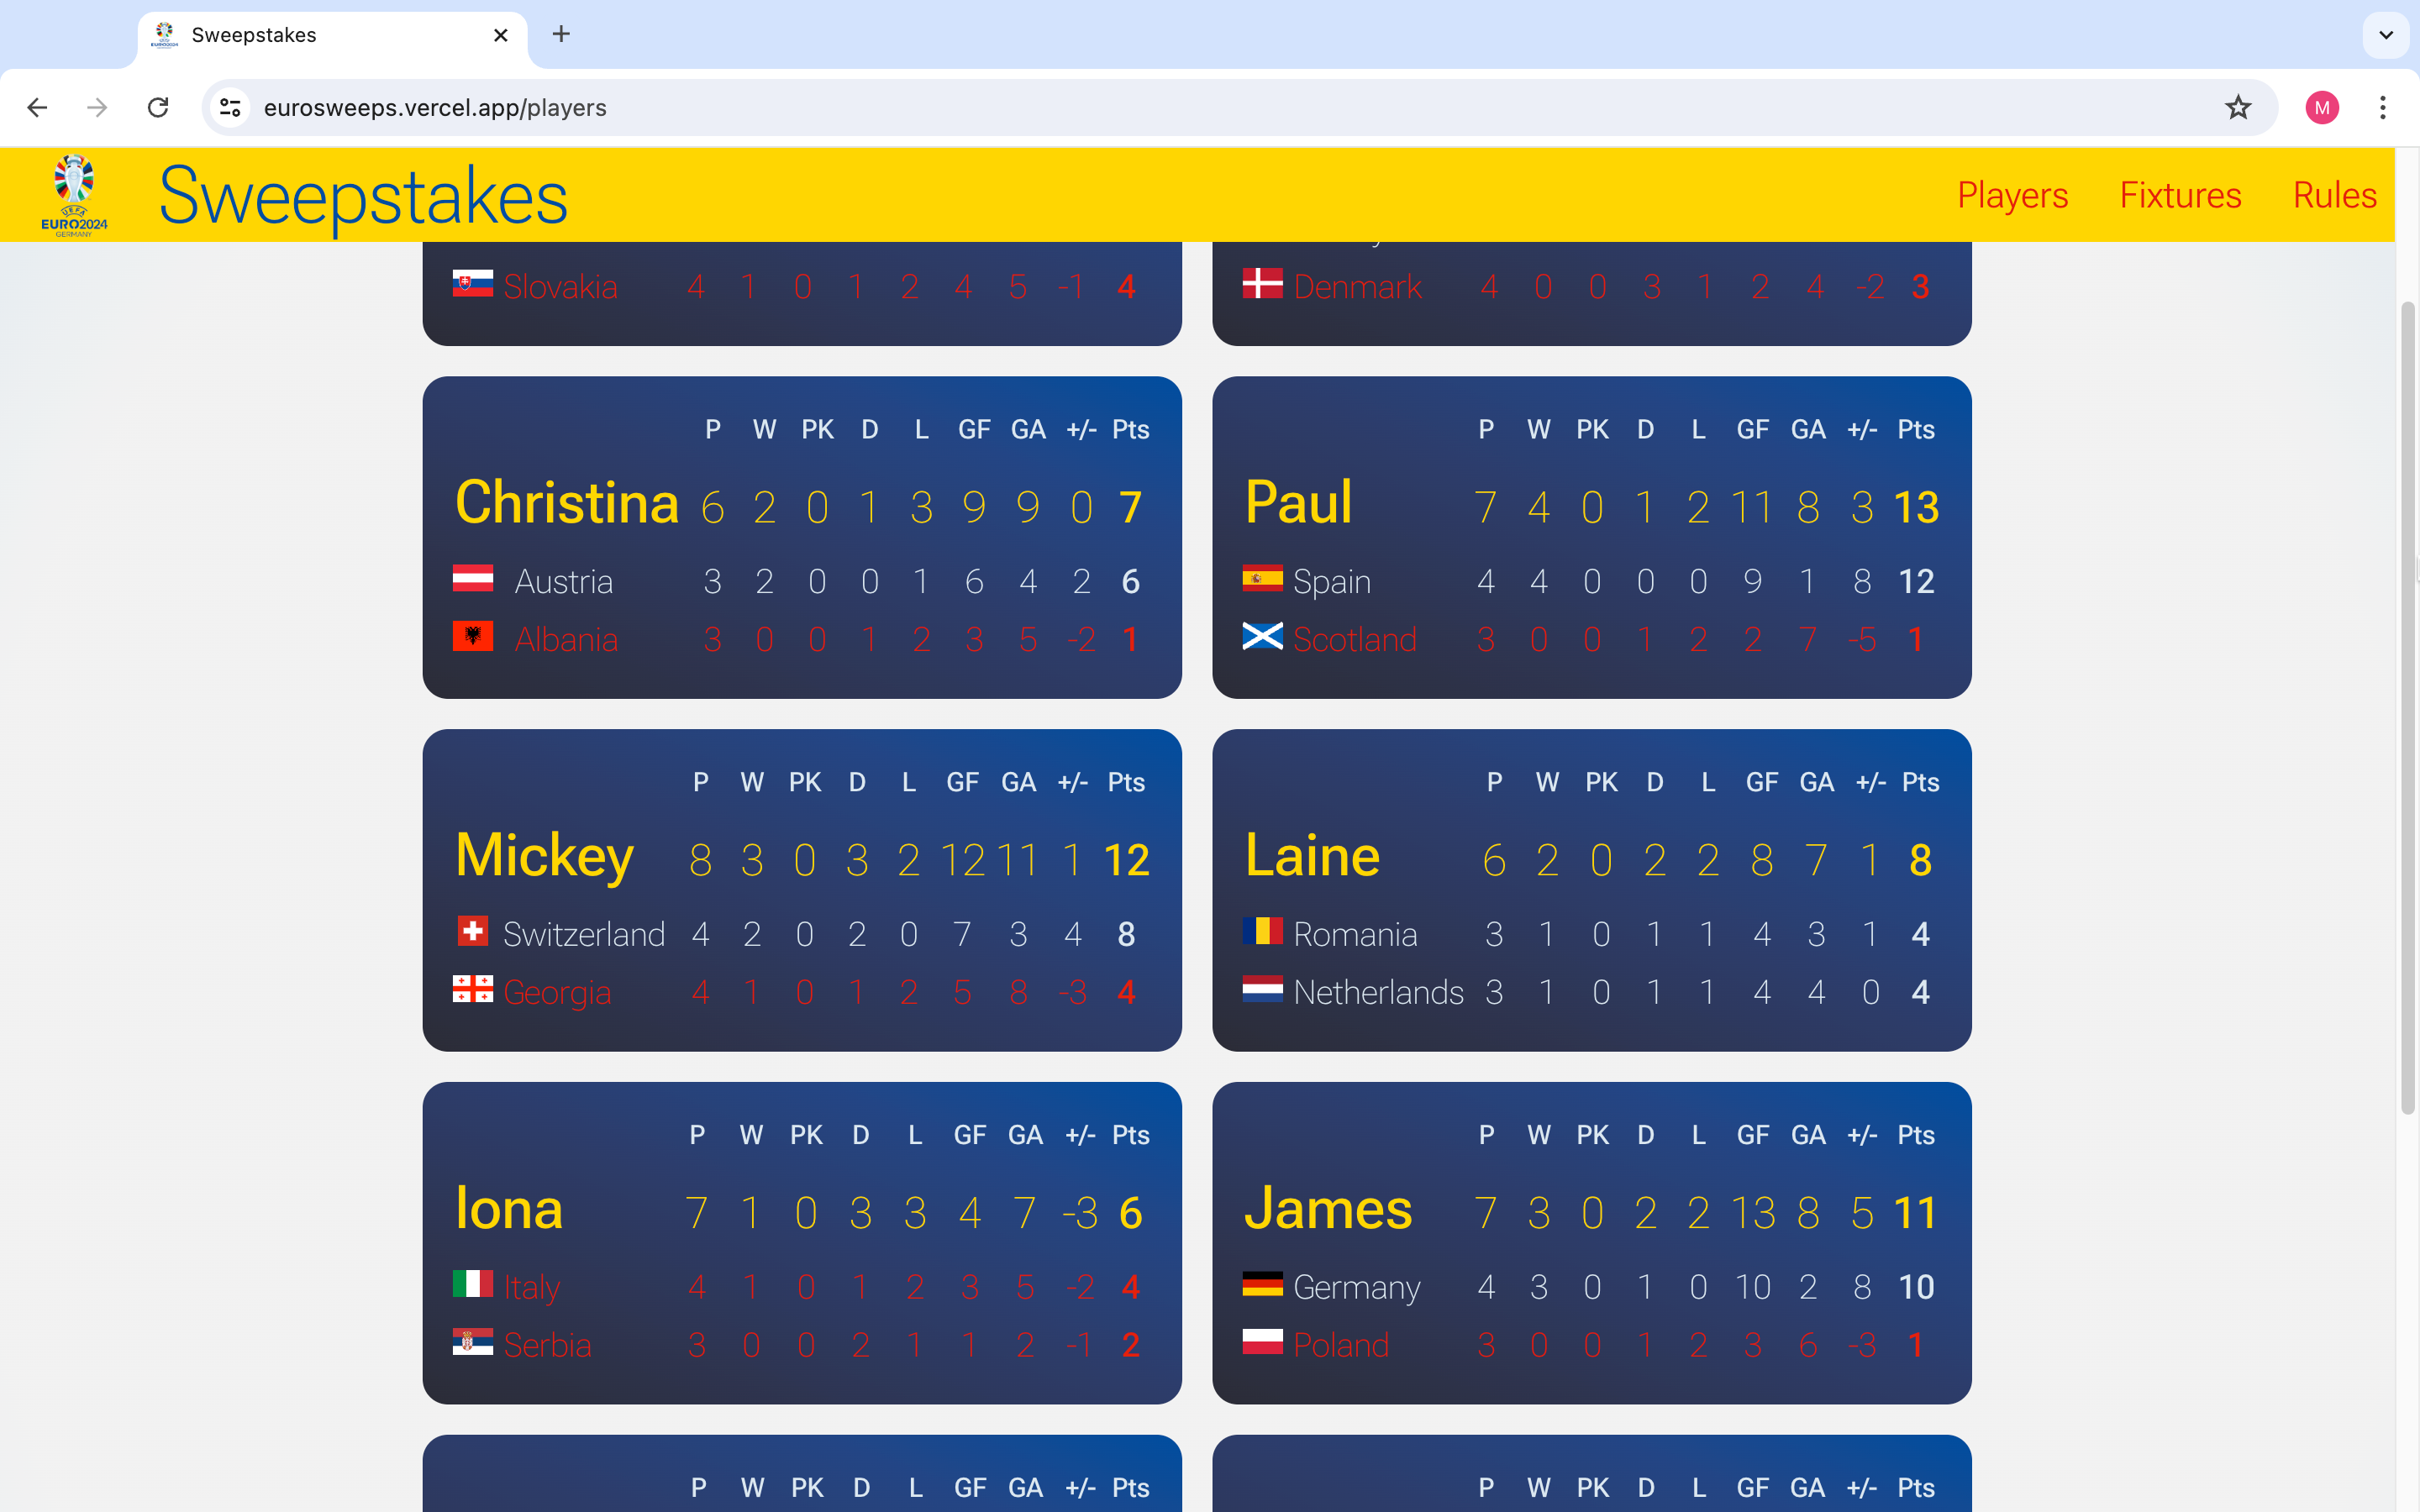 Sweepstakes
eurosweeps.vercel.app/players
M
UEFA
EURO2024
GERMANY
Sweepstakes
Players Fixtures Rules
Slovakia 4 1 0 1 2 4 5 -1 4
Denmark 4 0 0 3 1 2 4 -2 3
P W PK D L GF GA +/- Pts
Christina 6 2 0 1 3 9 9 0 7
Austria 3 2 0 0 1 6 4 2 6
Albania 3 0 0 1 2 3 5 -2 1
P W PK D L GF GA +/- Pts
Paul 7 4 0 1 2 11 8 3 13
Spain 4 4 0 0 0 9 1 8 12
Scotland 3 0 0 1 2 2 7 -5 1
P W PK D L GF GA +/- Pts
Mickey 8 3 0 3 2 12 11 1 12
Switzerland 4 2 0 2 0 7 3 4 8
Georgia 4 1 0 1 2 5 8 -3 4
P W PK D L GF GA +/- Pts
Laine 6 2 0 2 2 8 7 1 8
Romania 3 1 0 1 1 4 3 1 4
Netherlands 3 1 0 1 1 4 4 0 4
P W PK D L GF GA +/- Pts
Iona 7 1 0 3 3 4 7 -3 6
Italy 4 1 0 1 2 3 5 -2 4
Serbia 3 0 0 2 1 1 2 -1 2
P W PK D L GF GA +/- Pts
James 7 3 0 2 2 13 8 5 11
Germany 4 3 0 1 0 10 2 8 10
Poland 3 0 0 1 2 3 6 -3 1
P W PK D L GF GA +/- Pts
P W PK D L GF GA +/- Pts